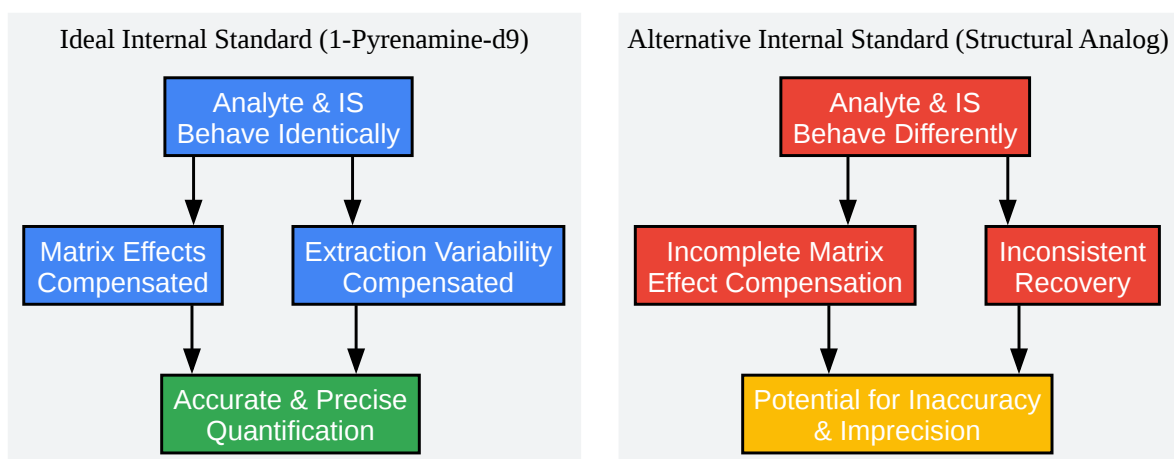 Ideal Internal Standard (1-Pyrenamine-d9)
Analyte & IS
Behave Identically
Matrix Effects
Compensated
Extraction Variability
Compensated
Accurate & Precise
Quantification
Alternative Internal Standard (Structural Analog)
Analyte & IS
Behave Differently
Incomplete Matrix
Effect Compensation
Inconsistent
Recovery
Potential for Inaccuracy
& Imprecision